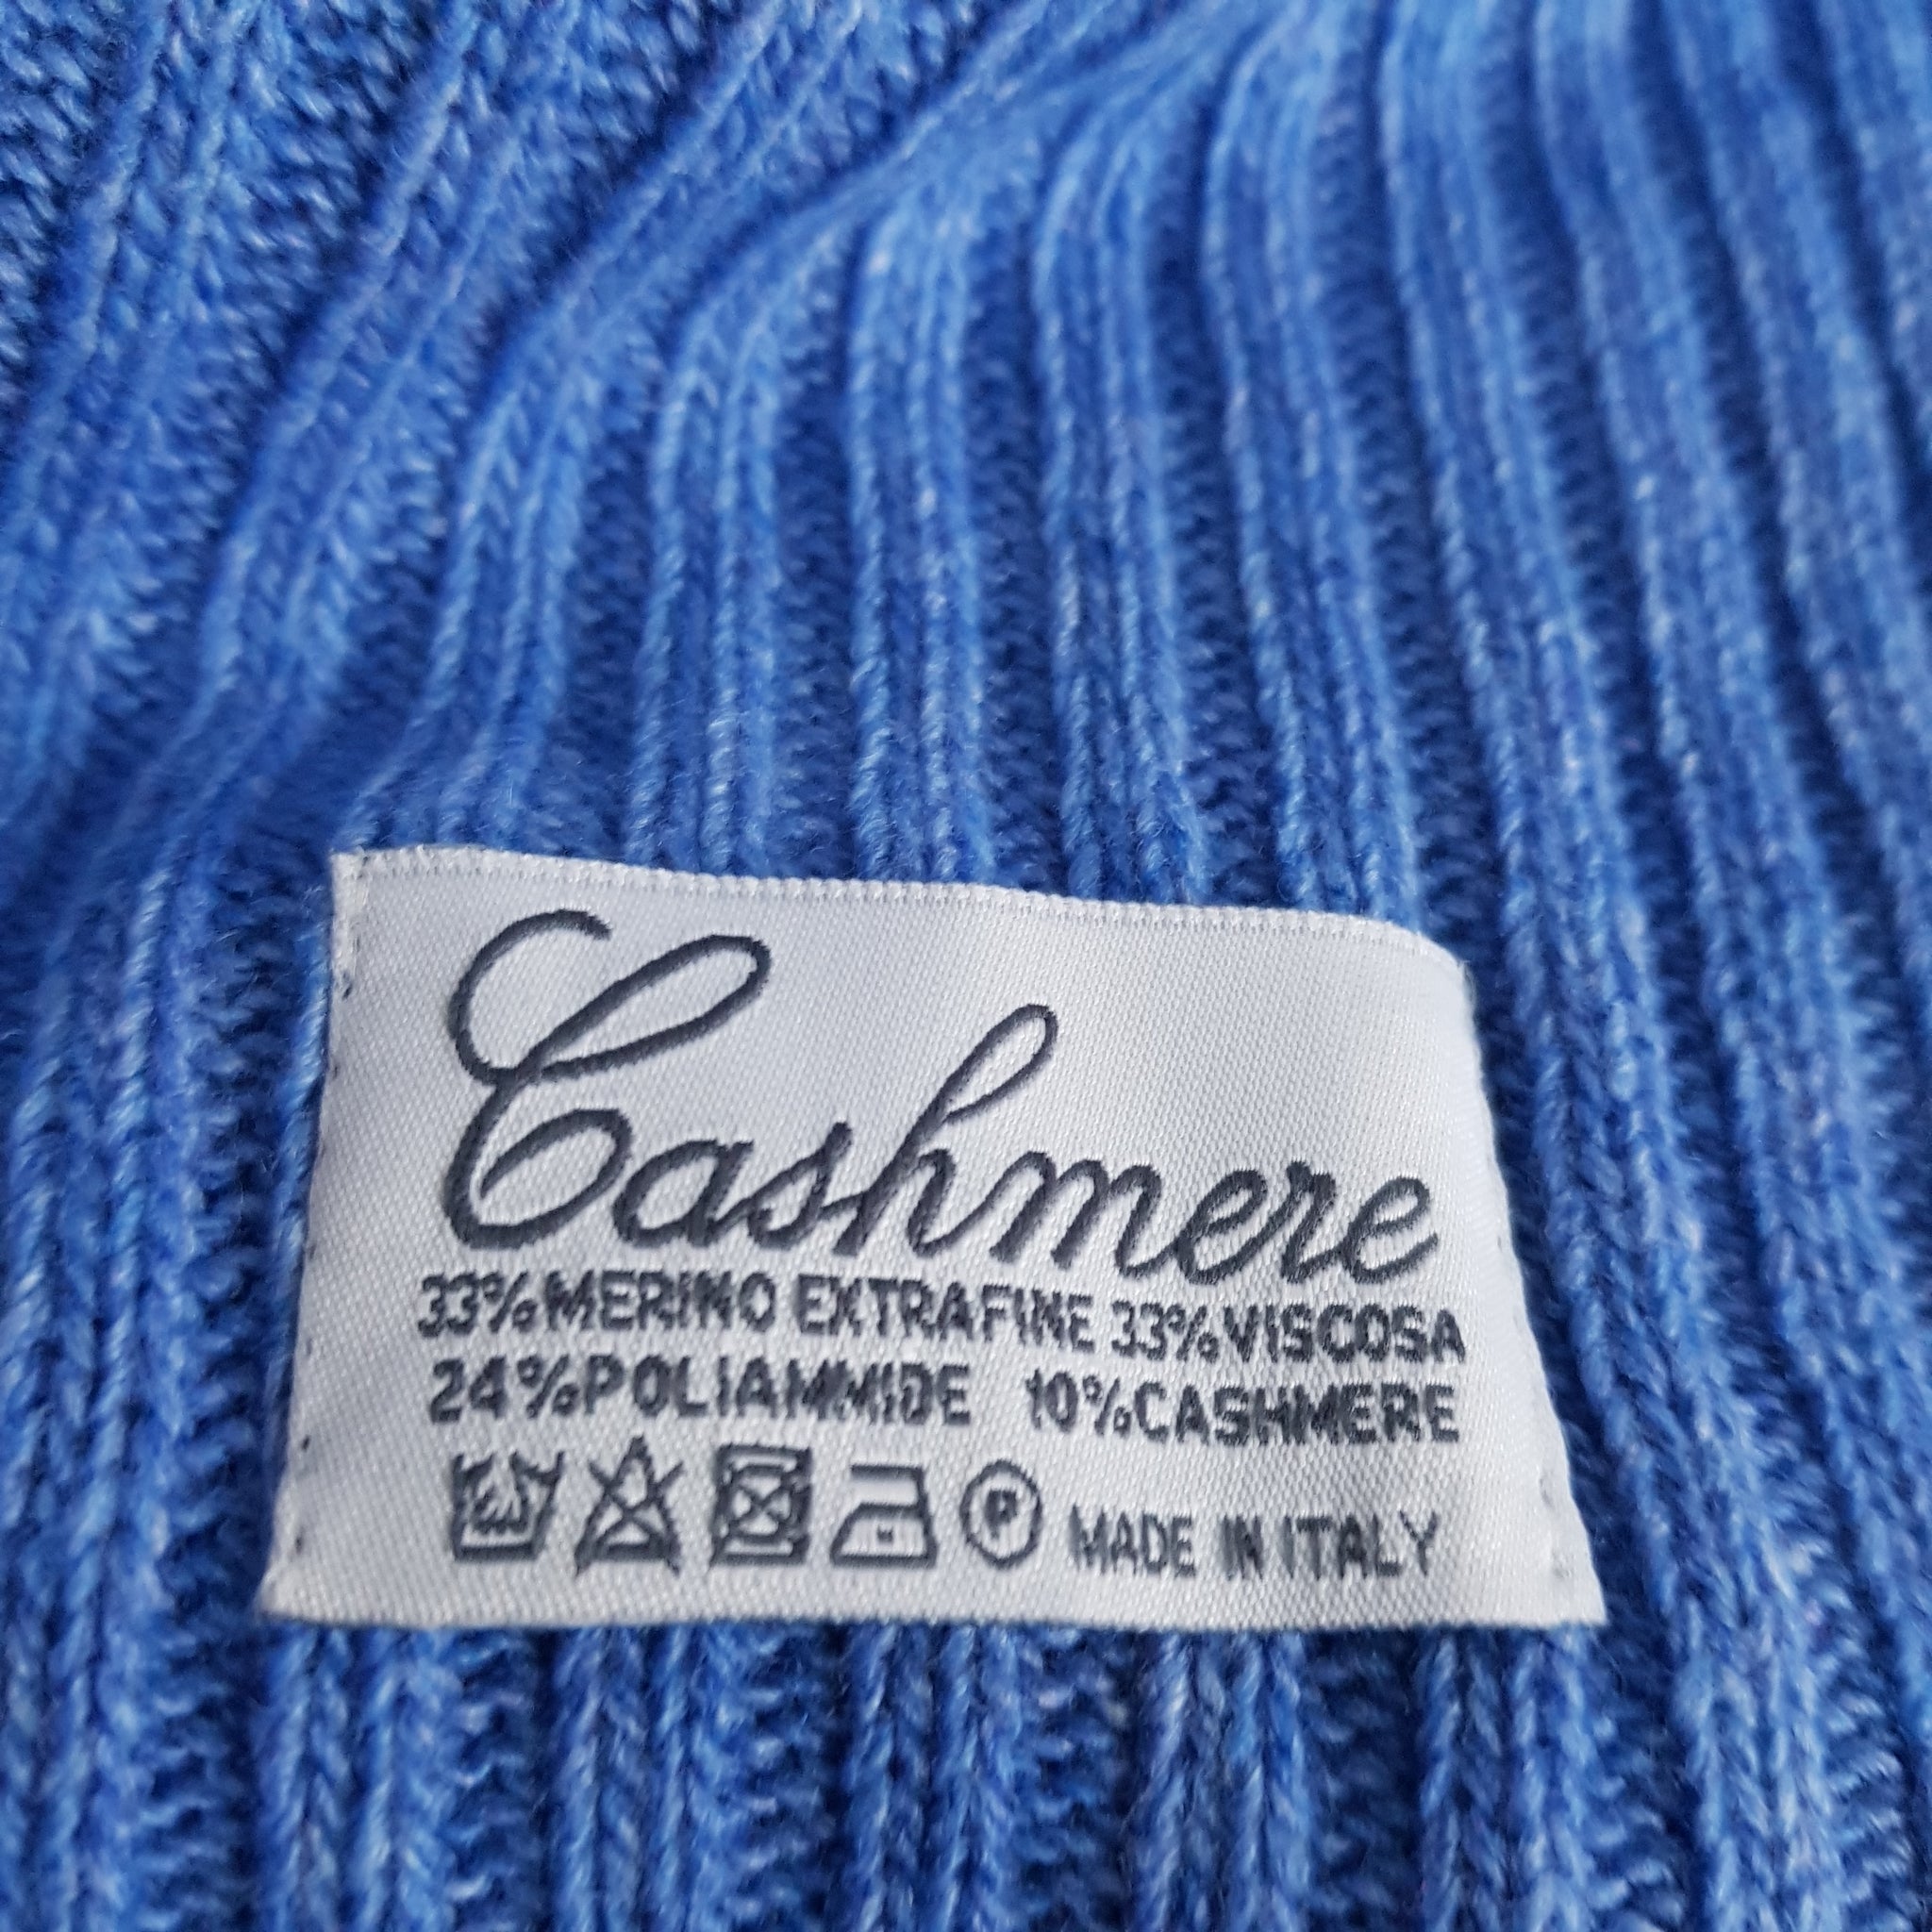 Cashmere
33% MERINO EXTRAFINE 33% VISCOSA
24% POLIAMMIDE 10% CASHMERE
P MADE IN ITALY